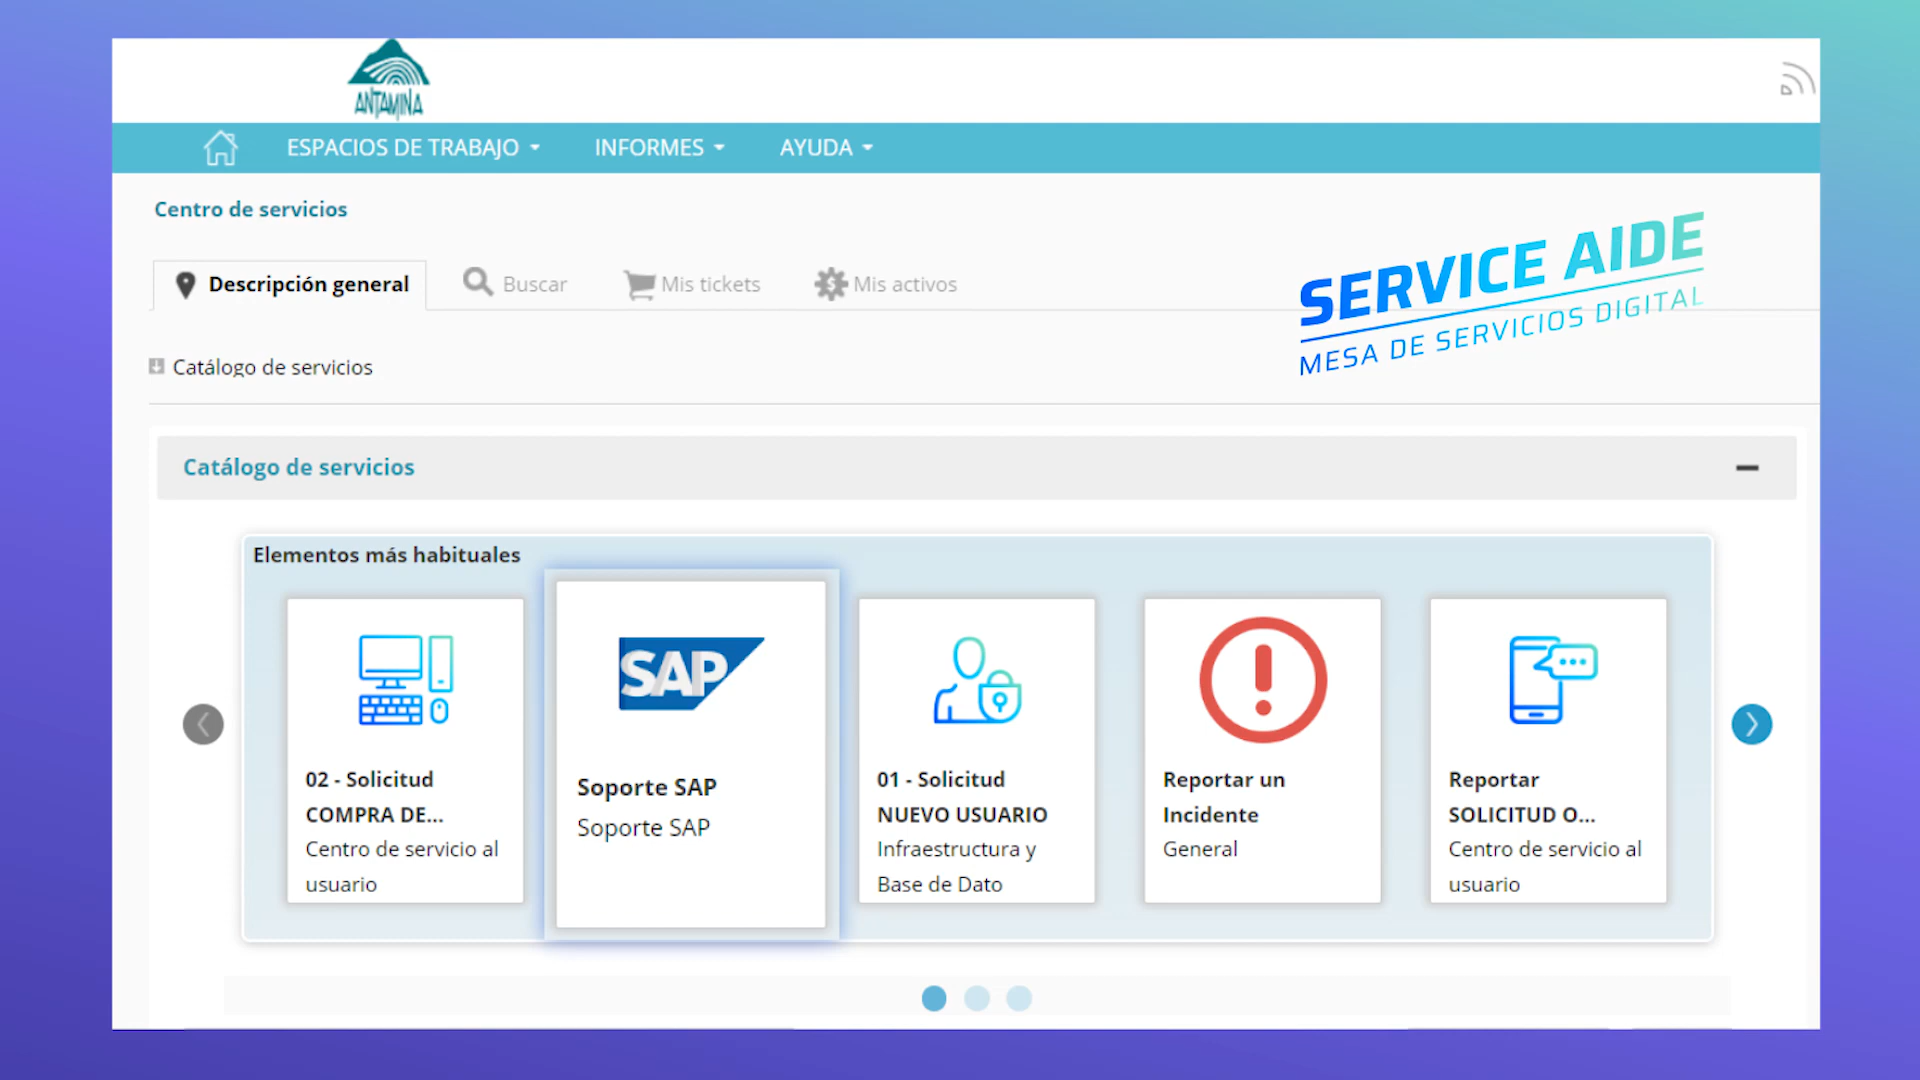 ANTAMINA
ESPACIOS DE TRABAJO
INFORMES
AYUDA
Centro de servicios
Descripción general
Buscar
Mis tickets
Mis activos
SERVICE AIDE
MESA DE SERVICIOS DIGITAL
Catálogo de servicios
Catálogo de servicios
Elementos más habituales
02 - Solicitud
COMPRA DE...
Centro de servicio al
usuario
SAP
Soporte SAP
Soporte SAP
01 - Solicitud
NUEVO USUARIO
Infraestructura y
Base de Dato
Reportar un
Incidente
General
Reportar
SOLICITUD O...
Centro de servicio al
usuario